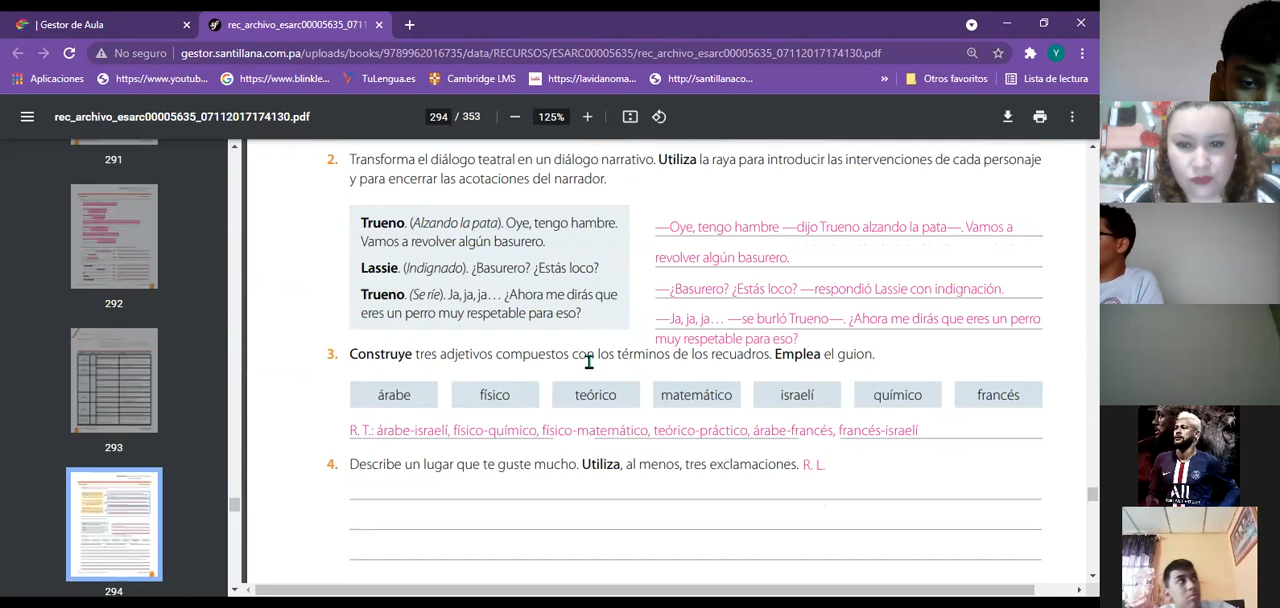 | Gestor de Aula
rec_archivo_esarc00005635_0711
No seguro
gestor.santillana.com.pa/uploads/books/9789962016735/data/RECURSOS/ESARC00005635/rec_archivo_esarc00005635_07112017174130.pdf
Y
Aplicaciones
https://www.youtub...
https://www.blinkle...
TuLengua.es
Cambridge LMS
https://lavidanoma...
http://santillanaco...
»
Otros favoritos
Lista de lectura
rec_archivo_esarc00005635_07112017174130.pdf
294 / 353
125%
291
292
293
294
2. Transforma el diálogo teatral en un diálogo narrativo. Utiliza la raya para introducir las intervenciones de cada personaje
y para encerrar las acotaciones del narrador.
Trueno. (Alzando la pata). Oye, tengo hambre.
Vamos a revolver algún basurero.
Lassie. (Indignado). ¿Basurero? ¿Estás loco?
Trueno. (Se ríe). Ja, ja, ja… ¿Ahora me dirás que
eres un perro muy respetable para eso?
—Oye, tengo hambre —dijo Trueno alzando la pata—. Vamos a
revolver algún basurero.
—¿Basurero? ¿Estás loco? —respondió Lassie con indignación.
—Ja, ja, ja… —se burló Trueno—. ¿Ahora me dirás que eres un perro
muy respetable para eso?
3. Construye tres adjetivos compuestos con los términos de los recuadros. Emplea el guion.
árabe
físico
teórico
matemático
israelí
químico
francés
R. T.: árabe-israelí, físico-químico, físico-matemático, teórico-práctico, árabe-francés, francés-israelí
4. Describe un lugar que te guste mucho. Utiliza, al menos, tres exclamaciones. R. L.